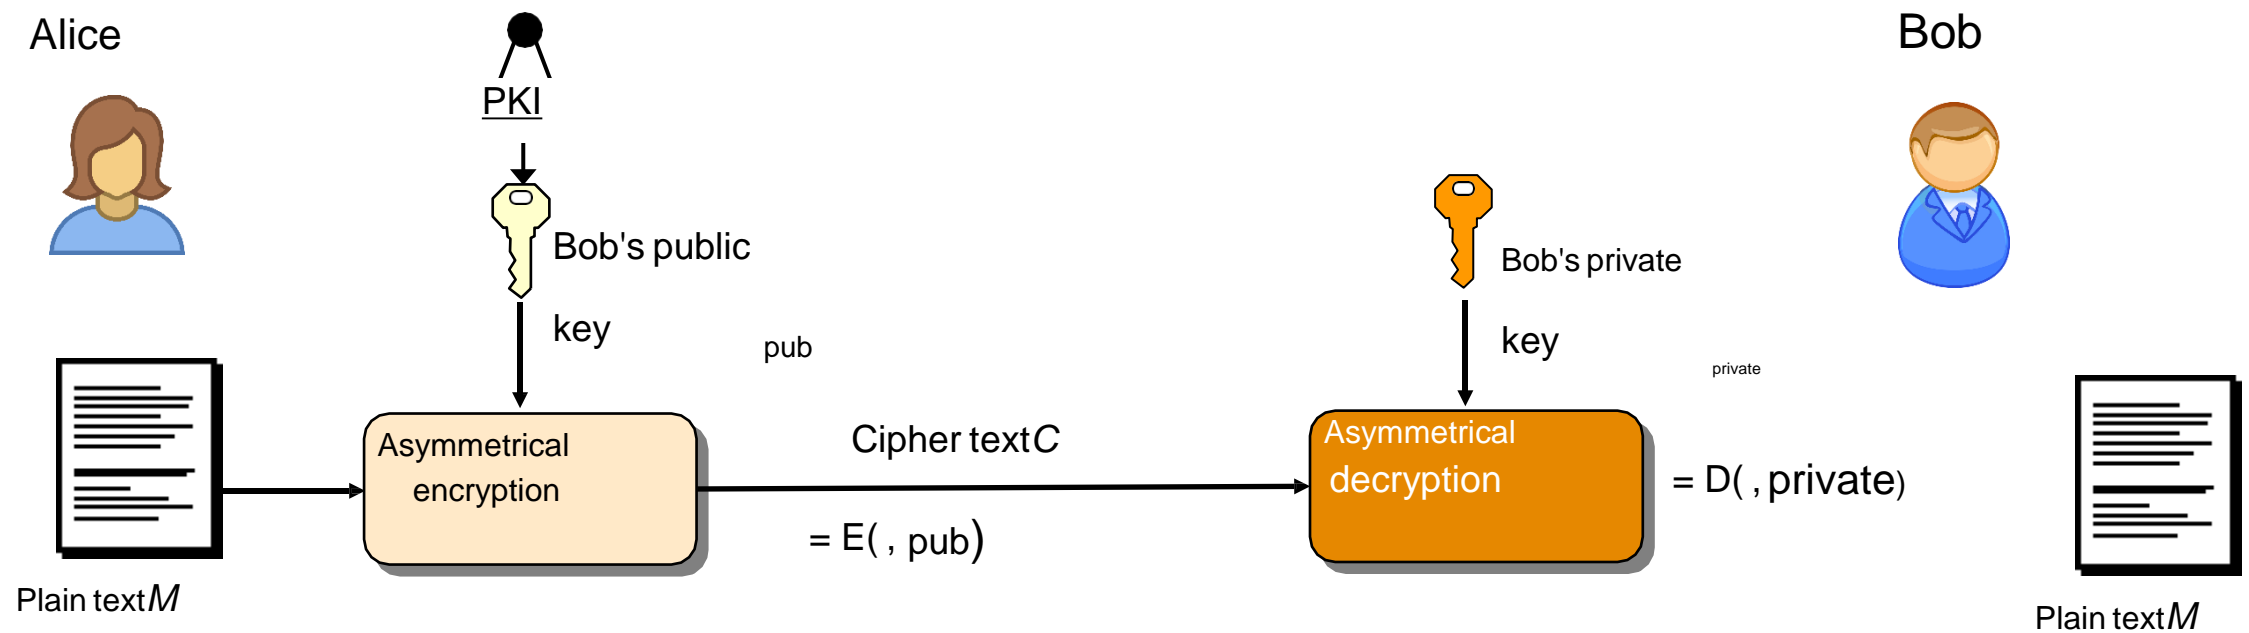 Alice
Bob
PKI
Bob's public
key
pub
Bob's private
key
private
Asymmetrical
encryption
Cipher text C
= E( , pub)
Asymmetrical
decryption
= D( , private)
Plain text M
Plain text M